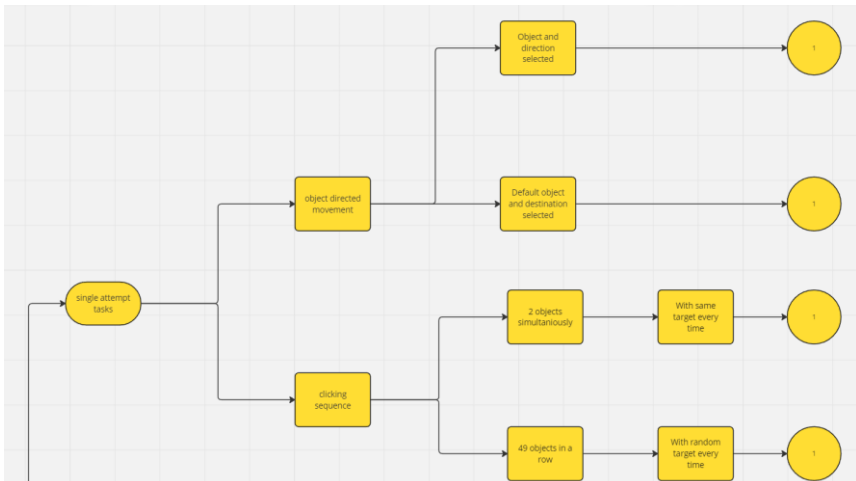 Object and
direction
selected
1
object directed
movement
Default object
and destination
selected
1
single attempt
tasks
2 objects
simultaniously
With same
target every
time
1
clicking
sequence
49 objects in a
row
With random
target every
time
1